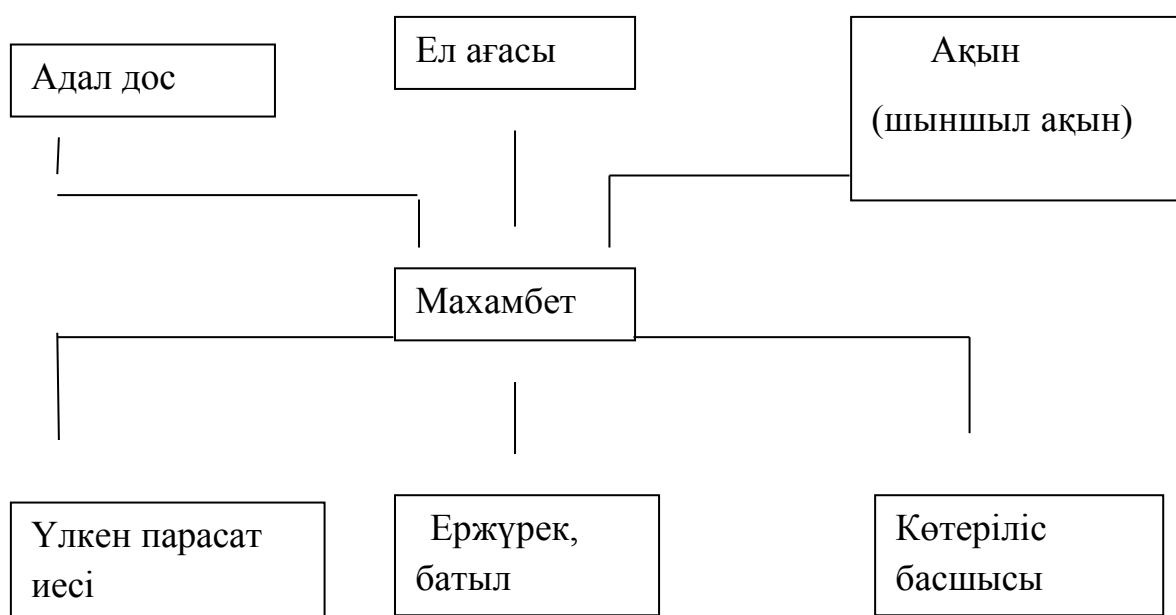 Адал дос
Ел ағасы
Ақын
(шыншыл ақын)
Махамбет
Үлкен парасат
иесі
Ержүрек,
батыл
Көтеріліс
басшысы